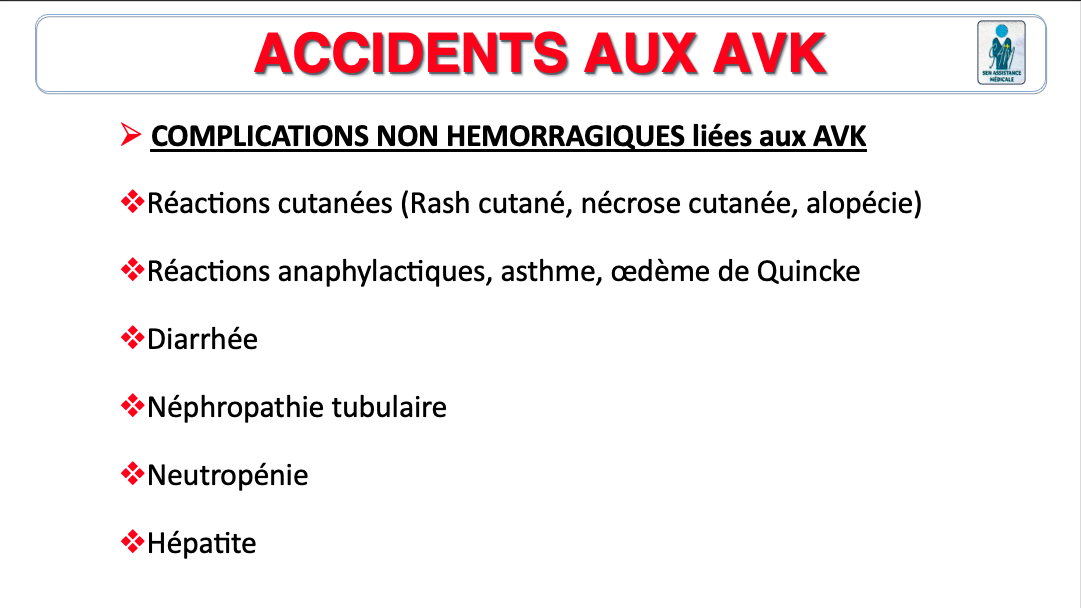 ACCIDENTS AUX AVK
SEN ASSISTANCE
MÉDICALE
COMPLICATIONS NON HEMORRAGIQUES liées aux AVK
Réactions cutanées (Rash cutané, nécrose cutanée, alopécie)
Réactions anaphylactiques, asthme, œdème de Quincke
Diarrhée
Néphropathie tubulaire
Neutropénie
Hépatite